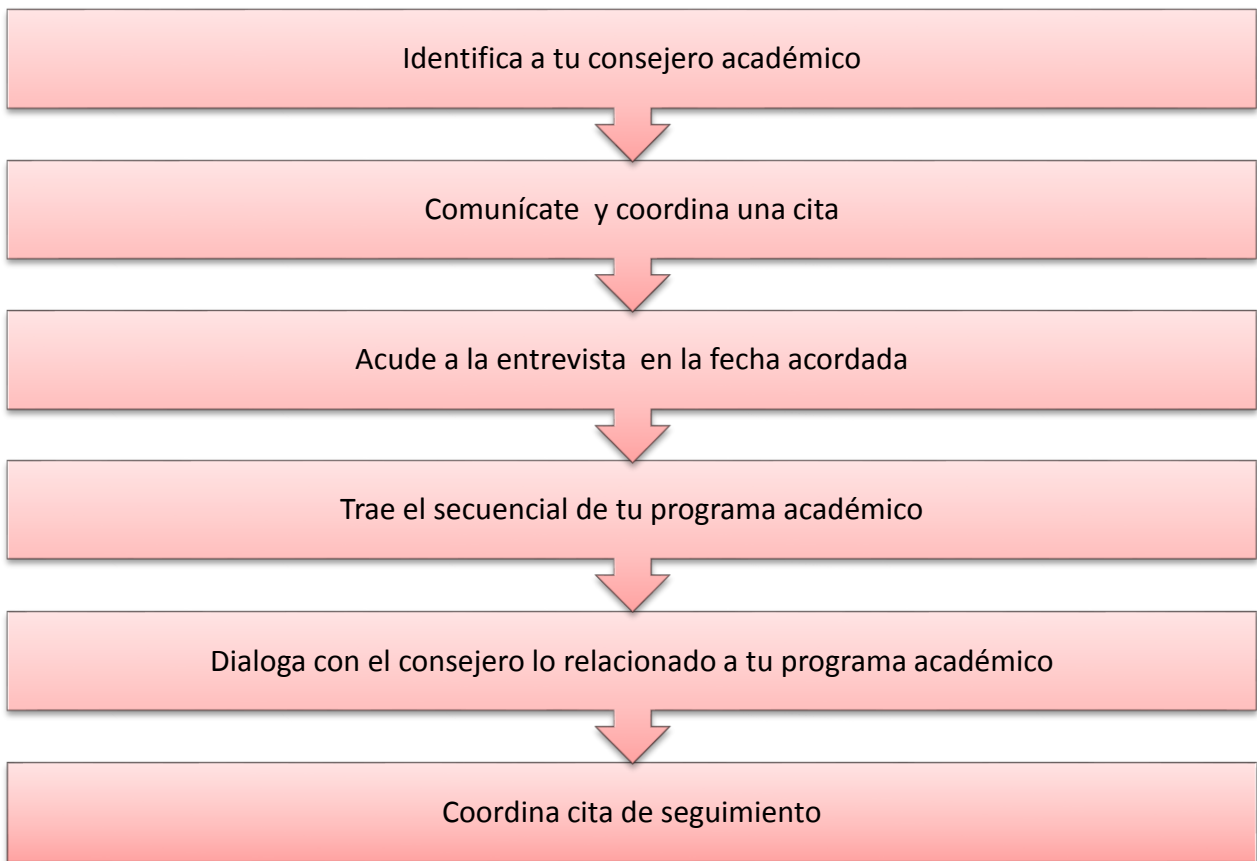 Identifica a tu consejero académico
Comunícate y coordina una cita
Acude a la entrevista en la fecha acordada
Trae el secuencial de tu programa académico
Dialoga con el consejero lo relacionado a tu programa académico
Coordina cita de seguimiento